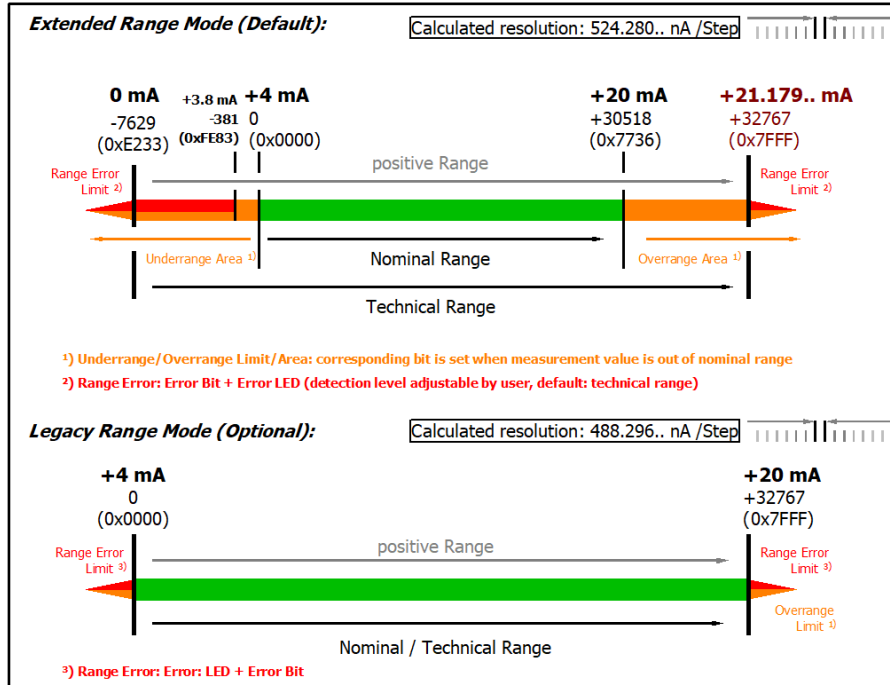 Extended Range Mode (Default):
Calculated resolution: 524.280.. nA /Step
0 mA
-7629
(0xE233)
+3.8 mA
-381
(0xFE83)
+4 mA
0
(0x0000)
+20 mA
+30518
(0x7736)
+21.179.. mA
+32767
(0x7FFF)
Range Error
Limit ²⁾
positive Range
Range Error
Limit ²⁾
Underrange Area ¹⁾
Nominal Range
Overrange Area ¹⁾
Technical Range
¹) Underrange/Overrange Limit/Area: corresponding bit is set when measurement value is out of nominal range
²) Range Error: Error Bit + Error LED (detection level adjustable by user, default: technical range)
Legacy Range Mode (Optional):
Calculated resolution: 488.296.. nA /Step
+4 mA
0
(0x0000)
+20 mA
+32767
(0x7FFF)
Range Error
Limit ³⁾
positive Range
Range Error
Limit ³⁾
Overrange
Limit ¹⁾
Nominal / Technical Range
³) Range Error: Error: LED + Error Bit